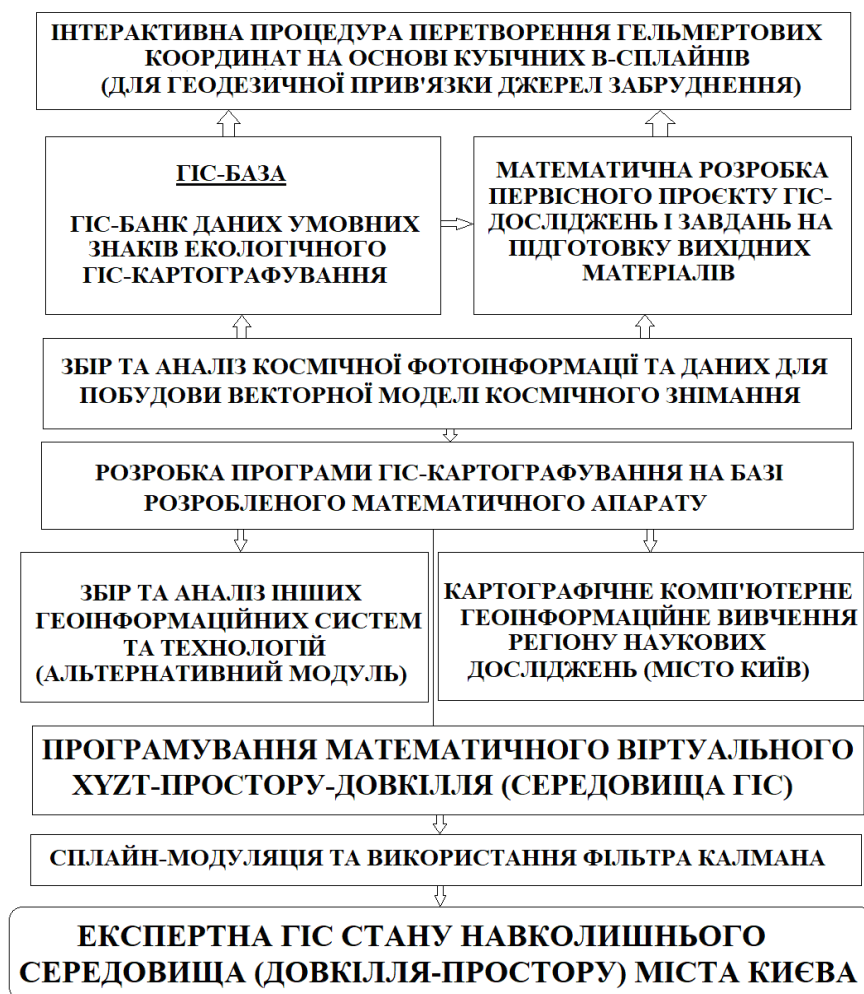 ІНТЕРАКТИВНА ПРОЦЕДУРА ПЕРЕТВОРЕННЯ ГЕЛЬМЕРТОВИХ
КООРДИНАТ НА ОСНОВІ КУБІЧНИХ В-СПЛАЙНІВ
(ДЛЯ ГЕОДЕЗИЧНОЇ ПРИВ'ЯЗКИ ДЖЕРЕЛ ЗАБРУДНЕННЯ)
ГІС-БАЗА
ГІС-БАНК ДАНИХ УМОВНИХ
ЗНАКІВ ЕКОЛОГІЧНОГО
ГІС-КАРТОГРАФУВАННЯ
МАТЕМАТИЧНА РОЗРОБКА
ПЕРВІСНОГО ПРОЄКТУ ГІС-
ДОСЛІДЖЕНЬ І ЗАВДАНЬ НА
ПІДГОТОВКУ ВИХІДНИХ
МАТЕРІАЛІВ
ЗБІР ТА АНАЛІЗ КОСМІЧНОЇ ФОТОІНФОРМАЦІЇ ТА ДАНИХ ДЛЯ
ПОБУДОВИ ВЕКТОРНОЇ МОДЕЛІ КОСМІЧНОГО ЗНІМАННЯ
РОЗРОБКА ПРОГРАМИ ГІС-КАРТОГРАФУВАННЯ НА БАЗІ
РОЗРОБЛЕНОГО МАТЕМАТИЧНОГО АПАРАТУ
ЗБІР ТА АНАЛІЗ ІНШИХ
ГЕОІНФОРМАЦІЙНИХ СИСТЕМ
ТА ТЕХНОЛОГІЙ
(АЛЬТЕРНАТИВНИЙ МОДУЛЬ)
КАРТОГРАФІЧНЕ КОМП'ЮТЕРНЕ
ГЕОІНФОРМАЦІЙНЕ ВИВЧЕННЯ
РЕГІОНУ НАУКОВИХ
ДОСЛІДЖЕНЬ (МІСТО КИЇВ)
ПРОГРАМУВАННЯ МАТЕМАТИЧНОГО ВІРТУАЛЬНОГО
XYZT-ПРОСТОРУ-ДОВКІЛЛЯ (СЕРЕДОВИЩА ГІС)
СПЛАЙН-МОДУЛЯЦІЯ ТА ВИКОРИСТАННЯ ФІЛЬТРА КАЛМАНА
ЕКСПЕРТНА ГІС СТАНУ НАВКОЛИШНЬОГО
СЕРЕДОВИЩА (ДОВКІЛЛЯ-ПРОСТОРУ) МІСТА КИЄВА